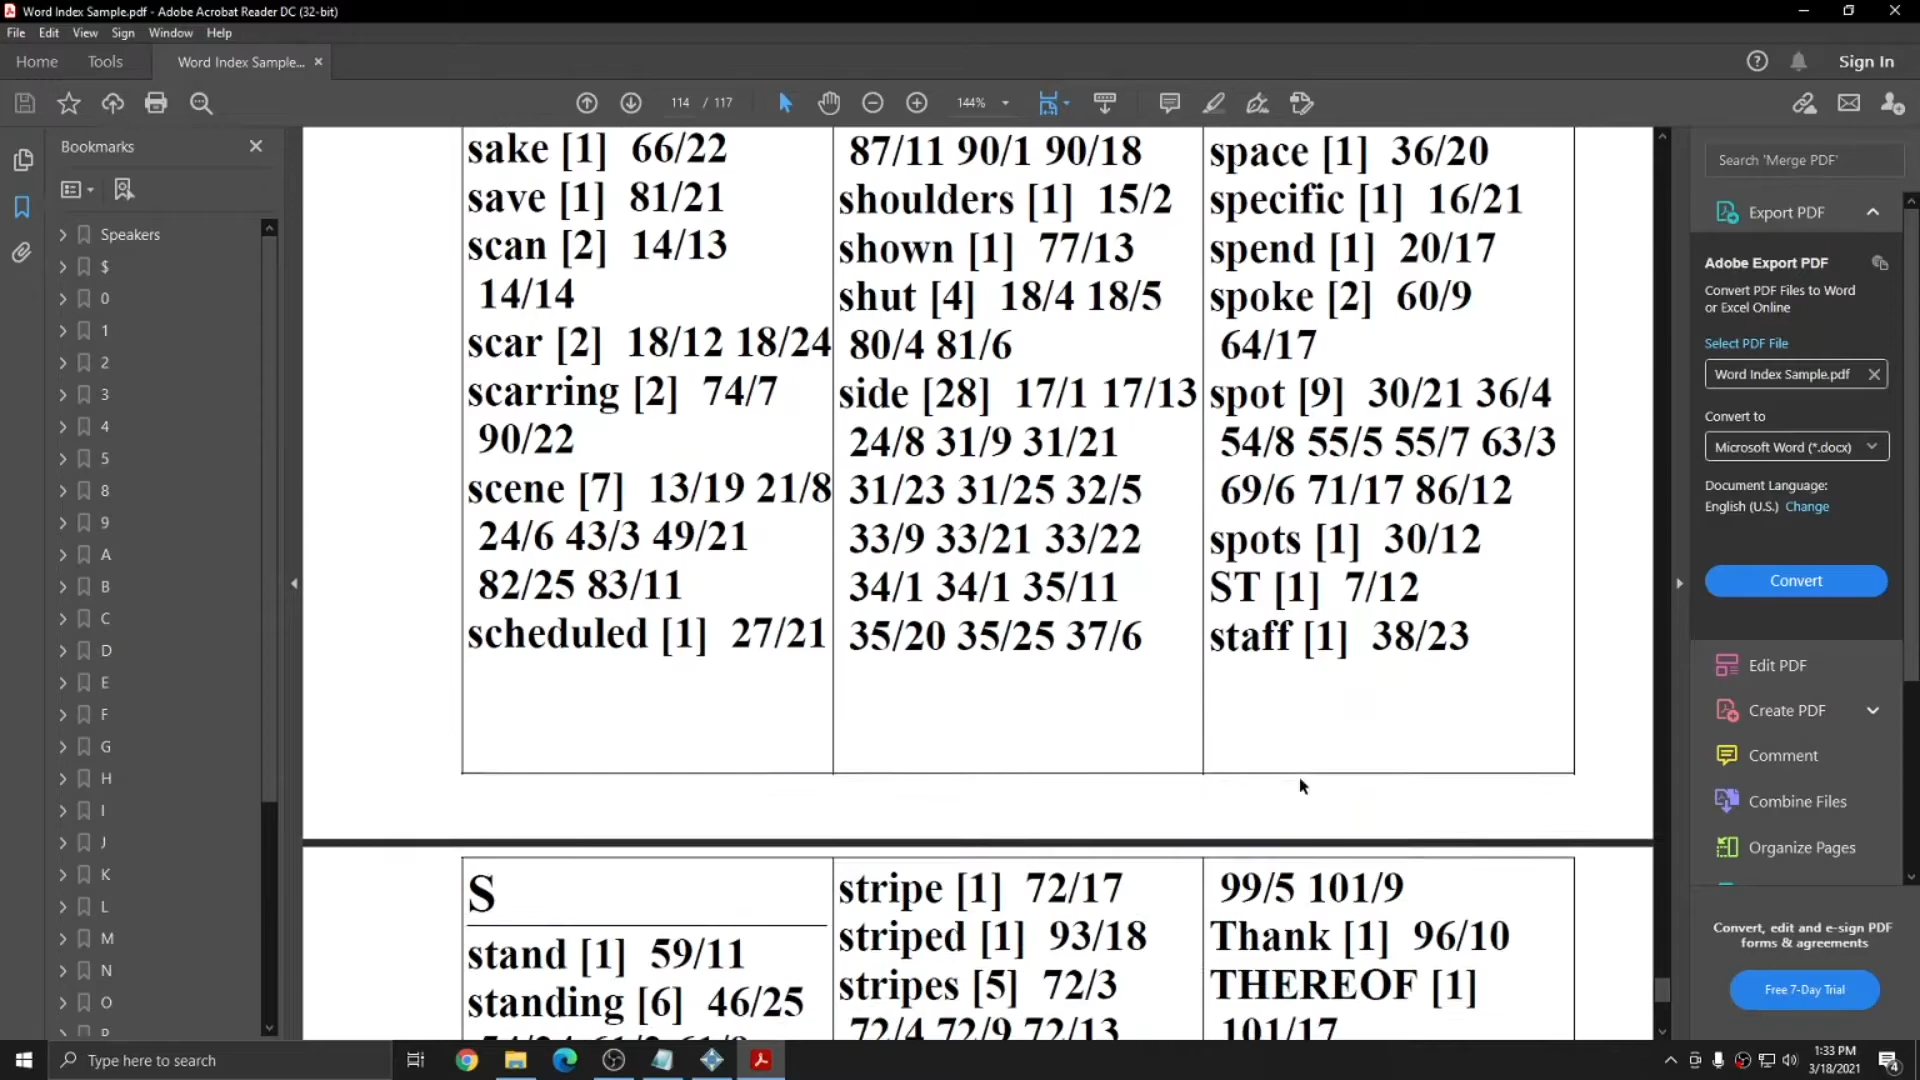 Word Index Sample.pdf - Adobe Acrobat Reader DC (32-bit)
File Edit View Sign Window Help
Home Tools Word Index Sample... × Sign In
114 / 117 144%
Bookmarks
Speakers
$
0
1
2
3
4
5
8
9
A
B
C
D
E
F
G
H
I
J
K
L
M
N
O
P
sake [1] 66/22
save [1] 81/21
scan [2] 14/13
14/14
scar [2] 18/12 18/24
scarring [2] 74/7
90/22
scene [7] 13/19 21/8
24/6 43/3 49/21
82/25 83/11
scheduled [1] 27/21
87/11 90/1 90/18
shoulders [1] 15/2
shown [1] 77/13
shut [4] 18/4 18/5
80/4 81/6
side [28] 17/1 17/13
24/8 31/9 31/21
31/23 31/25 32/5
33/9 33/21 33/22
34/1 34/1 35/11
35/20 35/25 37/6
space [1] 36/20
specific [1] 16/21
spend [1] 20/17
spoke [2] 60/9
64/17
spot [9] 30/21 36/4
54/8 55/5 55/7 63/3
69/6 71/17 86/12
spots [1] 30/12
ST [1] 7/12
staff [1] 38/23
S
stand [1] 59/11
standing [6] 46/25
stripe [1] 72/17
striped [1] 93/18
stripes [5] 72/3
72/4 72/9 72/13
99/5 101/9
Thank [1] 96/10
THEREOF [1]
101/17
Search 'Merge PDF'
Export PDF
Adobe Export PDF
Convert PDF Files to Word
or Excel Online
Select PDF File
Word Index Sample.pdf
Convert to
Microsoft Word (*.docx)
Document Language:
English (U.S.) Change
Convert
Edit PDF
Create PDF
Comment
Combine Files
Organize Pages
Convert, edit and e-sign PDF
forms & agreements
Free 7-Day Trial
Type here to search
1:33 PM
3/18/2021
4